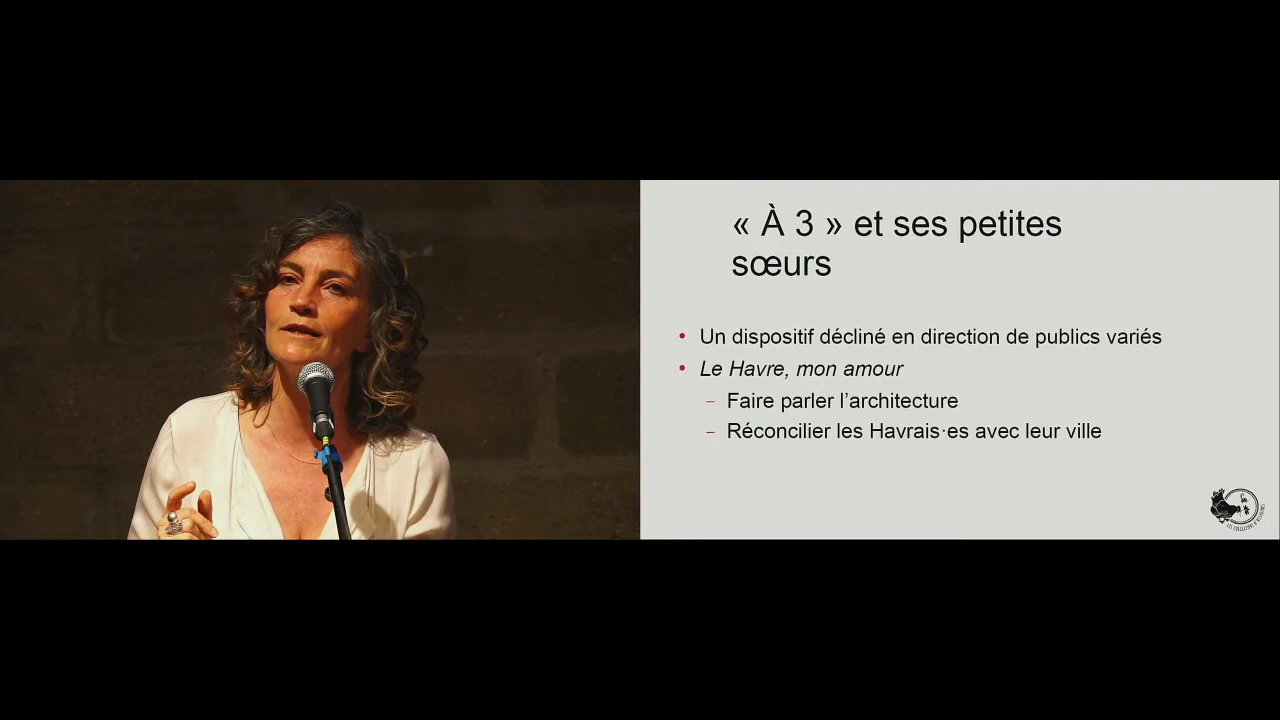 « À 3 » et ses petites
sœurs
• Un dispositif décliné en direction de publics variés
• Le Havre, mon amour
– Faire parler l’architecture
– Réconcilier les Havrais·es avec leur ville